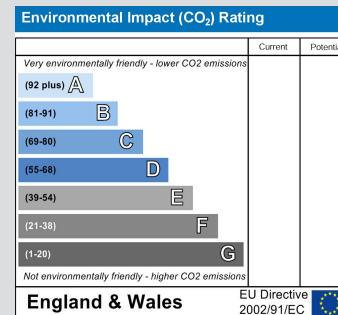 Environmental Impact (CO₂) Rating
Current Potenti
Very environmentally friendly - lower CO2 emissions
(92 plus) A
(81-91) B
(69-80) C
(55-68) D
(39-54) E
(21-38) F
(1-20) G
Not environmentally friendly - higher CO2 emissions
England & Wales
EU Directive
2002/91/EC